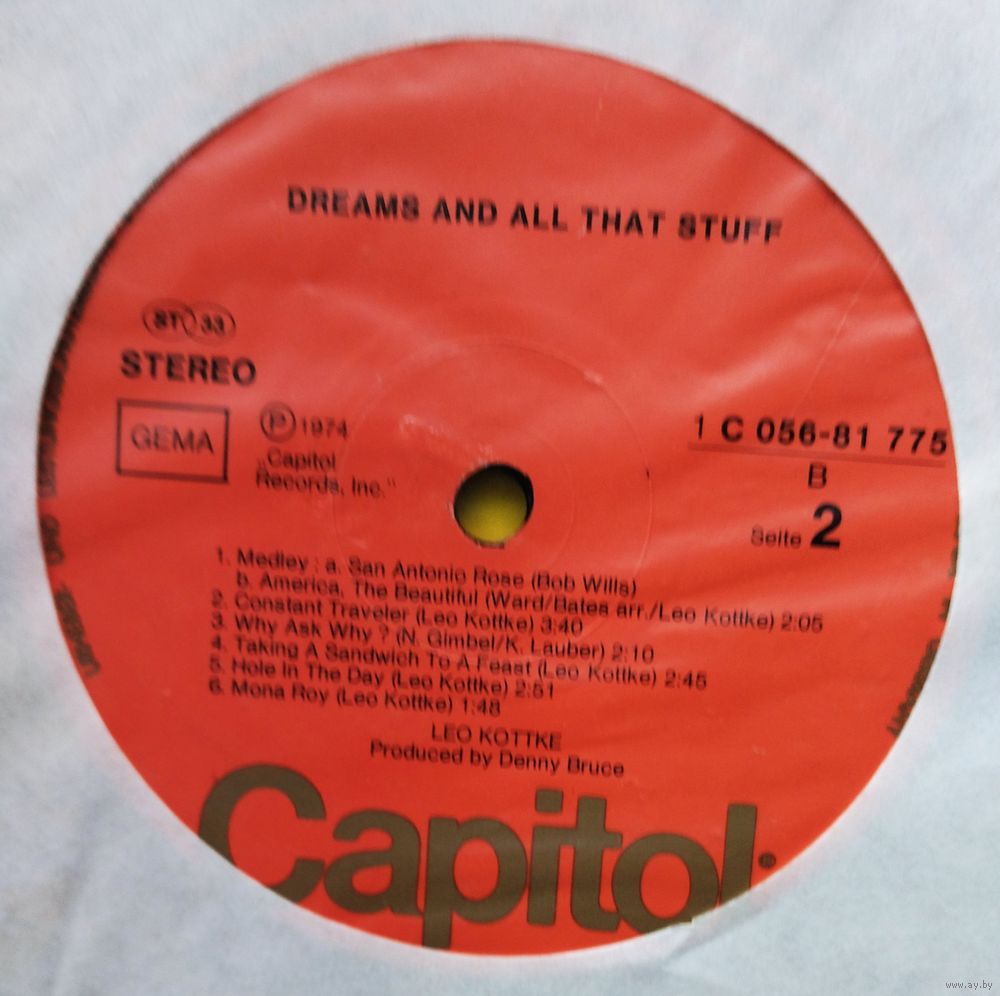 DREAMS AND ALL THAT STUFF
ST 33
STEREO
GEMA
Ⓟ 1974
„Capitol
Records, Inc."
1 C 056-81 775
B
Seite 2
1. Medley : a. San Antonio Rose (Bob Wills)
b. America, The Beautiful (Ward/Bates arr./Leo Kottke) 2:05
2. Constant Traveler (Leo Kottke) 3:40
3. Why Ask Why ? (N. Gimbel/K. Lauber) 2:10
4. Taking A Sandwich To A Feast (Leo Kottke) 2:45
5. Hole In The Day (Leo Kottke) 2:51
6. Mona Roy (Leo Kottke) 1:48
LEO KOTTKE
Produced by Denny Bruce
Capitol®
www.ay.by